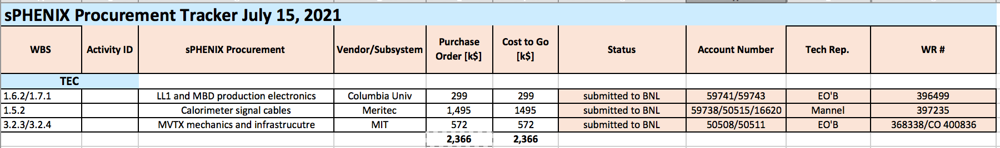 sPHENIX Procurement Tracker July 15, 2021
WBS Activity ID sPHENIX Procurement Vendor/Subsystem Purchase Order [k$] Cost to Go [k$] Status Account Number Tech Rep. WR #
TEC
1.6.2/1.7.1 LL1 and MBD production electronics Columbia Univ 299 299 submitted to BNL 59741/59743 EO'B 396499
1.5.2 Calorimeter signal cables Meritec 1,495 1495 submitted to BNL 59738/50515/16620 Mannel 397235
3.2.3/3.2.4 MVTX mechanics and infrastrucutre MIT 572 572 submitted to BNL 50508/50511 EO'B 368338/CO 400836
2,366 2,366